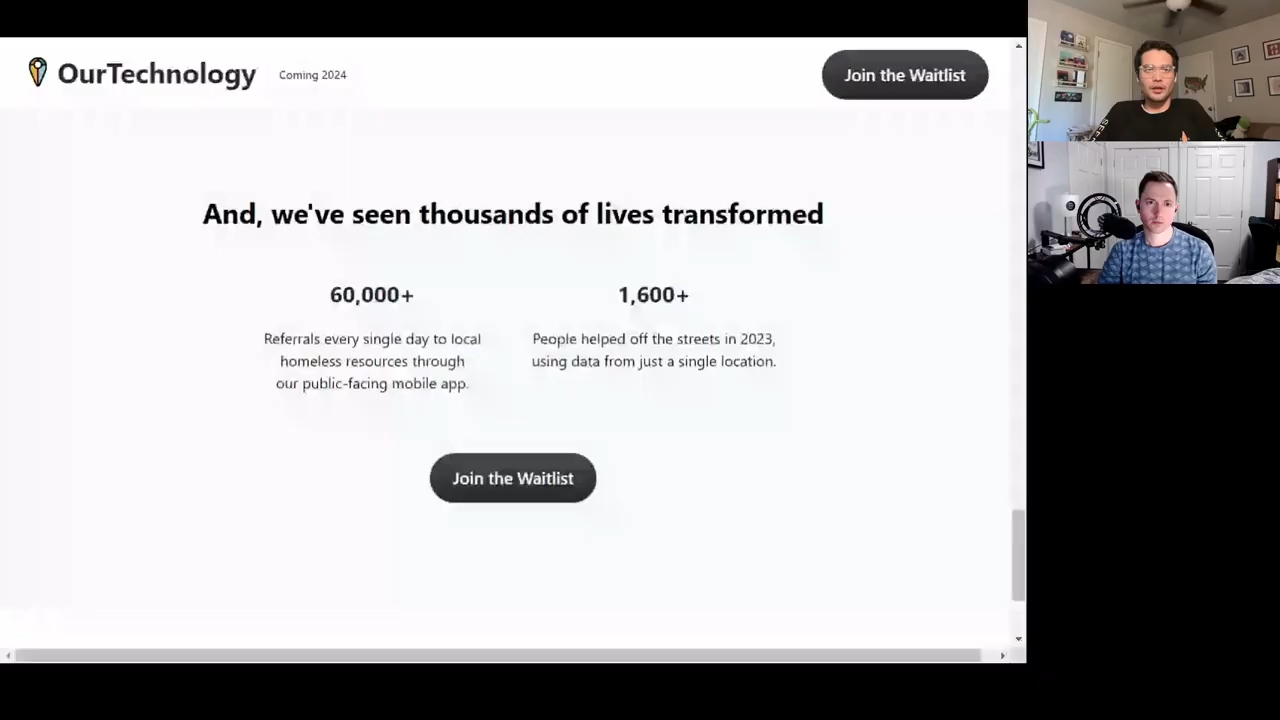 OurTechnology
Coming 2024
Join the Waitlist
And, we've seen thousands of lives transformed
60,000+
Referrals every single day to local
homeless resources through
our public-facing mobile app.
1,600+
People helped off the streets in 2023,
using data from just a single location.
Join the Waitlist